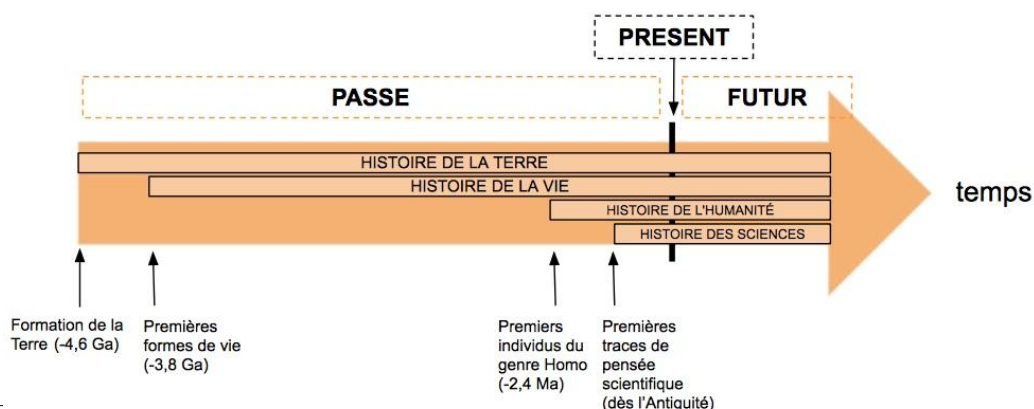 PRESENT
PASSE
FUTUR
HISTOIRE DE LA TERRE
HISTOIRE DE LA VIE
HISTOIRE DE L'HUMANITÉ
HISTOIRE DES SCIENCES
temps
Formation de la
Terre (-4,6 Ga)
Premières
formes de vie
(-3,8 Ga)
Premiers
individus du
genre Homo
(-2,4 Ma)
Premières
traces de
pensée
scientifique
(dès l'Antiquité)